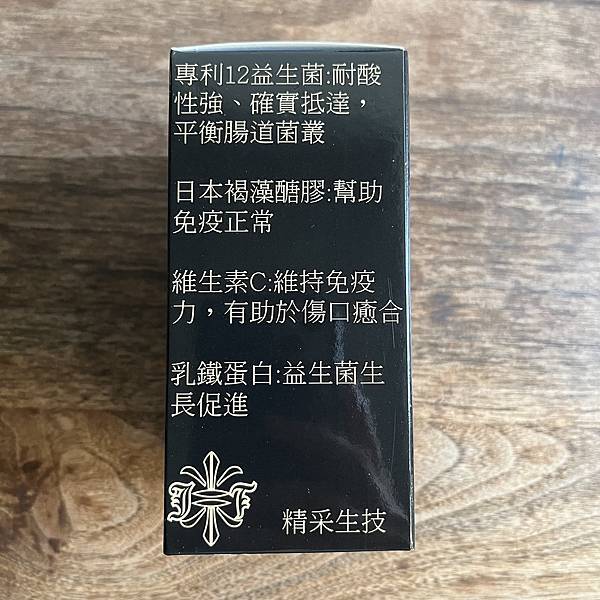 專利12益生菌:耐酸
性強、確實抵達，
平衡腸道菌叢
日本褐藻醣膠:幫助
免疫正常
維生素C:維持免疫
力，有助於傷口癒合
乳鐵蛋白:益生菌生
長促進
精采生技